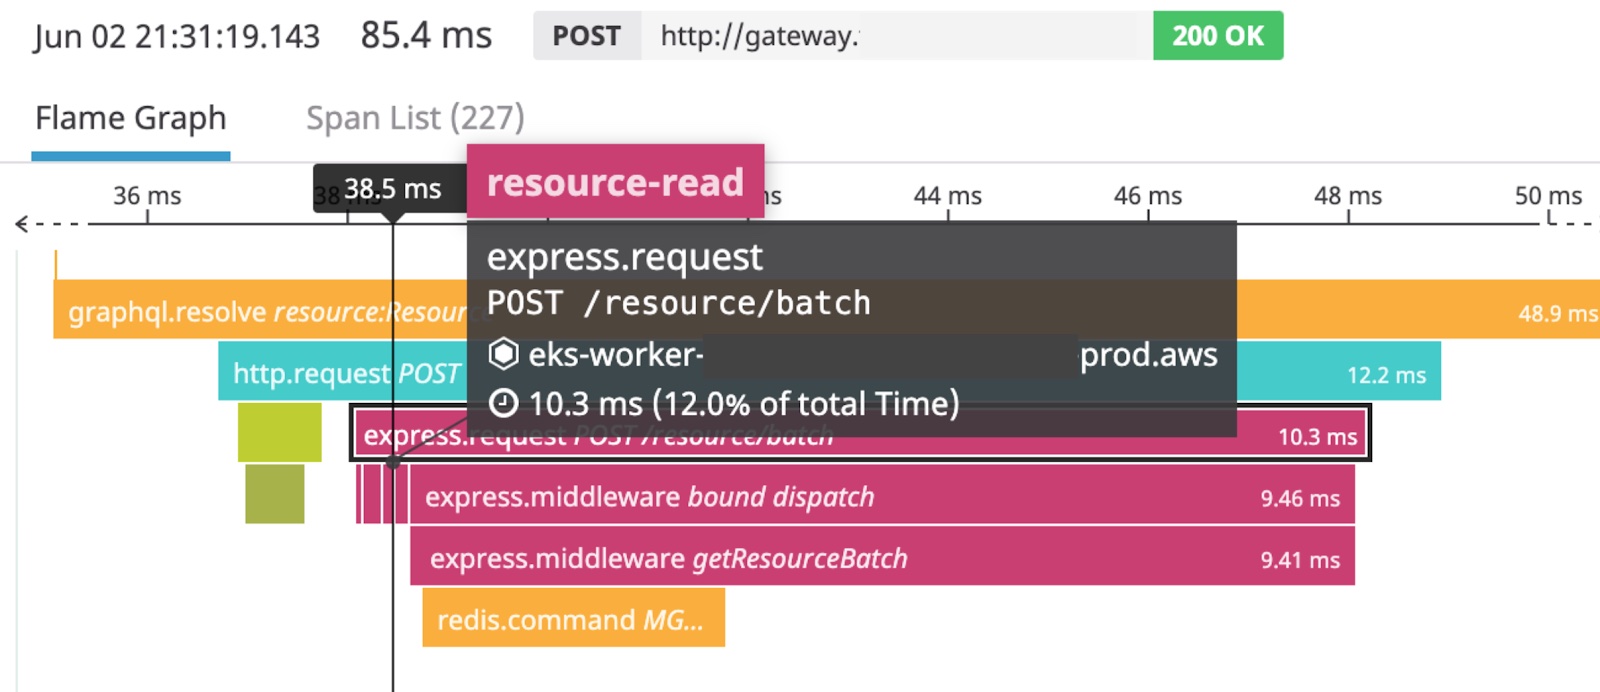 Jun 02 21:31:19.143 85.4 ms POST http://gateway. 200 OK
Flame Graph Span List (227)
36 ms 38 ms 38.5 ms resource-read ms 44 ms 46 ms 48 ms 50 ms
express.request
POST /resource/batch
graphql.resolve resource:Resource 48.9 ms
eks-worker- -prod.aws
http.request POST 12.2 ms
10.3 ms (12.0% of total Time)
express.request POST /resource/batch 10.3 ms
express.middleware bound dispatch 9.46 ms
express.middleware getResourceBatch 9.41 ms
redis.command MG...